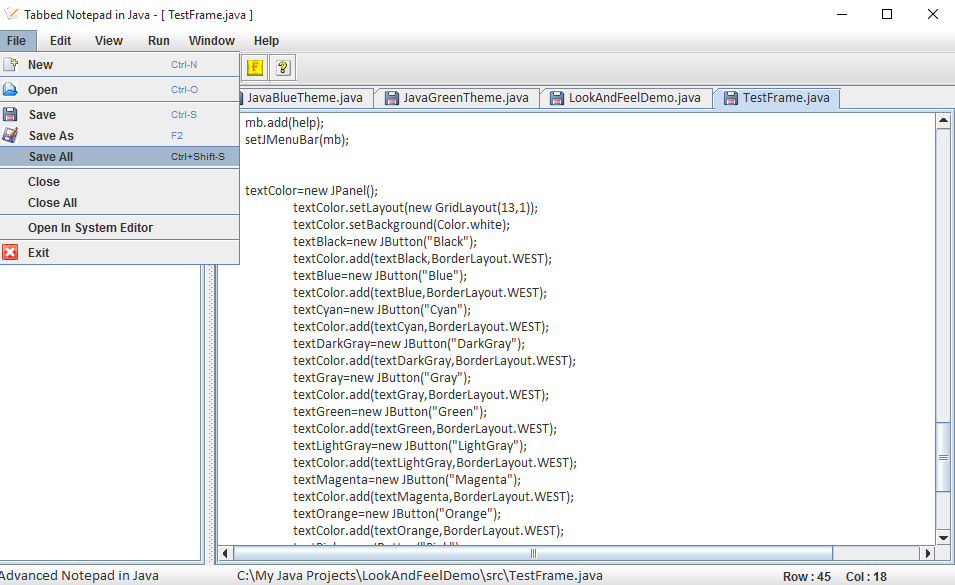 Tabbed Notepad in Java - [ TestFrame.java ]
File Edit View Run Window Help
New Ctrl-N
Open Ctrl-O
Save Ctrl-S
Save As F2
Save All Ctrl+Shift-S
Close
Close All
Open In System Editor
Exit
F ?
JavaBlueTheme.java JavaGreenTheme.java LookAndFeelDemo.java TestFrame.java
mb.add(help);
setJMenuBar(mb);
textColor=new JPanel();
textColor.setLayout(new GridLayout(13,1));
textColor.setBackground(Color.white);
textBlack=new JButton("Black");
textColor.add(textBlack,BorderLayout.WEST);
textBlue=new JButton("Blue");
textColor.add(textBlue,BorderLayout.WEST);
textCyan=new JButton("Cyan");
textColor.add(textCyan,BorderLayout.WEST);
textDarkGray=new JButton("DarkGray");
textColor.add(textDarkGray,BorderLayout.WEST);
textGray=new JButton("Gray");
textColor.add(textGray,BorderLayout.WEST);
textGreen=new JButton("Green");
textColor.add(textGreen,BorderLayout.WEST);
textLightGray=new JButton("LightGray");
textColor.add(textLightGray,BorderLayout.WEST);
textMagenta=new JButton("Magenta");
textColor.add(textMagenta,BorderLayout.WEST);
textOrange=new JButton("Orange");
textColor.add(textOrange,BorderLayout.WEST);
Advanced Notepad in Java C:\My Java Projects\LookAndFeelDemo\src\TestFrame.java Row : 45 Col : 18